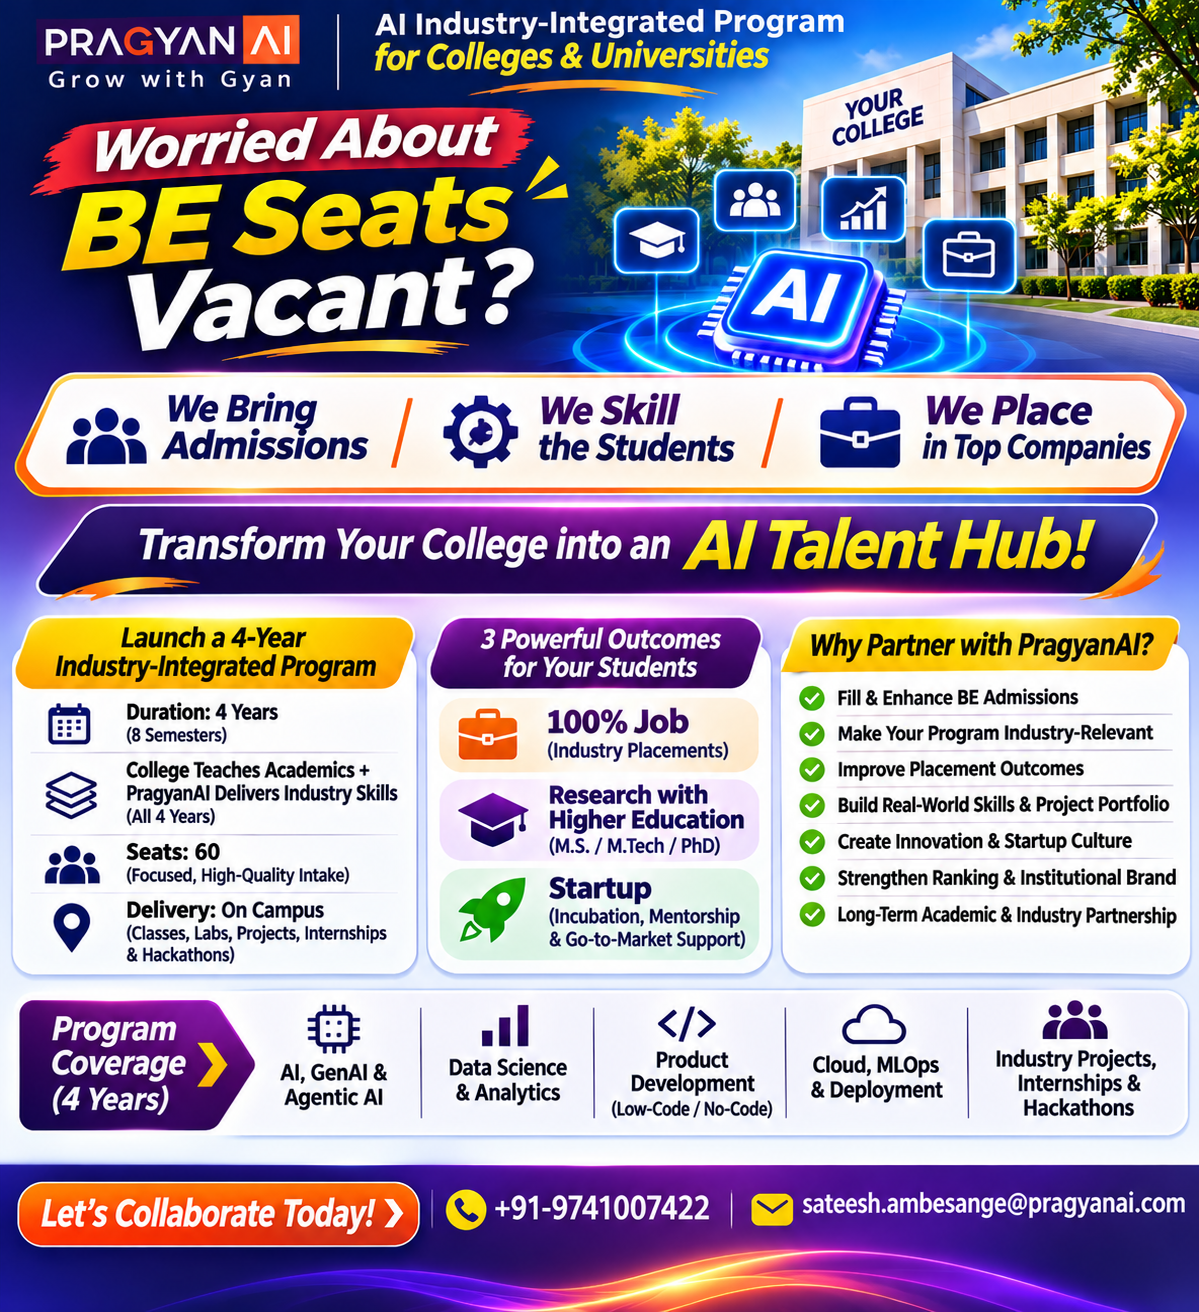 PRAGYAN AI
Grow with Gyan
AI Industry-Integrated Program
for Colleges & Universities
YOUR
COLLEGE
Worried About
BE Seats
Vacant?
AI
We Bring
Admissions
We Skill
the Students
We Place
in Top Companies
Transform Your College into an AI Talent Hub!
Launch a 4-Year
Industry-Integrated Program
Duration: 4 Years
(8 Semesters)
College Teaches Academics +
PragyanAI Delivers Industry Skills
(All 4 Years)
Seats: 60
(Focused, High-Quality Intake)
Delivery: On Campus
(Classes, Labs, Projects, Internships
& Hackathons)
3 Powerful Outcomes
for Your Students
100% Job
(Industry Placements)
Research with
Higher Education
(M.S. / M.Tech / PhD)
Startup
(Incubation, Mentorship
& Go-to-Market Support)
Why Partner with PragyanAI?
Fill & Enhance BE Admissions
Make Your Program Industry-Relevant
Improve Placement Outcomes
Build Real-World Skills & Project Portfolio
Create Innovation & Startup Culture
Strengthen Ranking & Institutional Brand
Long-Term Academic & Industry Partnership
Program
Coverage
(4 Years)
AI, GenAI &
Agentic AI
Data Science
& Analytics
</>
Product
Development
(Low-Code / No-Code)
Cloud, MLOps
& Deployment
Industry Projects,
Internships &
Hackathons
Let's Collaborate Today!
+91-9741007422
sateesh.ambesange@pragyanai.com